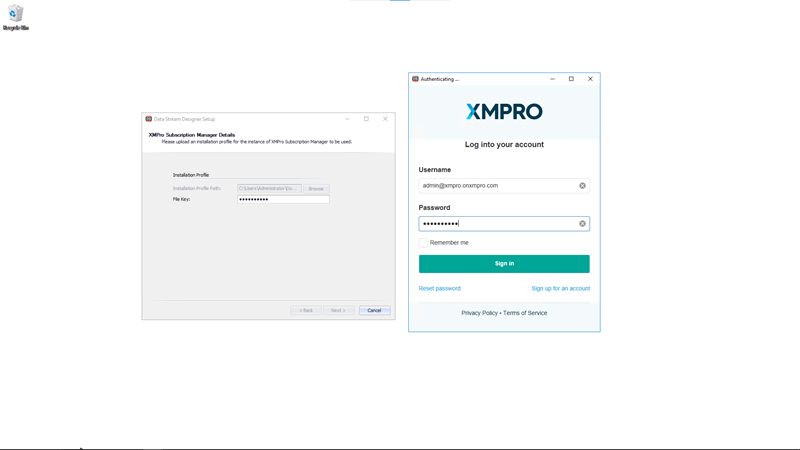 Recycle Bin
Data Stream Designer Setup
XMPro Subscription Manager Details
Please upload an installation profile for the instance of XMPro Subscription Manager to be used.
Installation Profile
Installation Profile Path:
C:\Users\Administrator\Do...
Browse
File Key:
●●●●●●●●●●
< Back
Next >
Cancel
Authenticating ...
XMPRO
Log into your account
Username
admin@xmpro.onxmpro.com
Password
●●●●●●●●●●
Remember me
Sign in
Reset password
Sign up for an account
Privacy Policy • Terms of Service